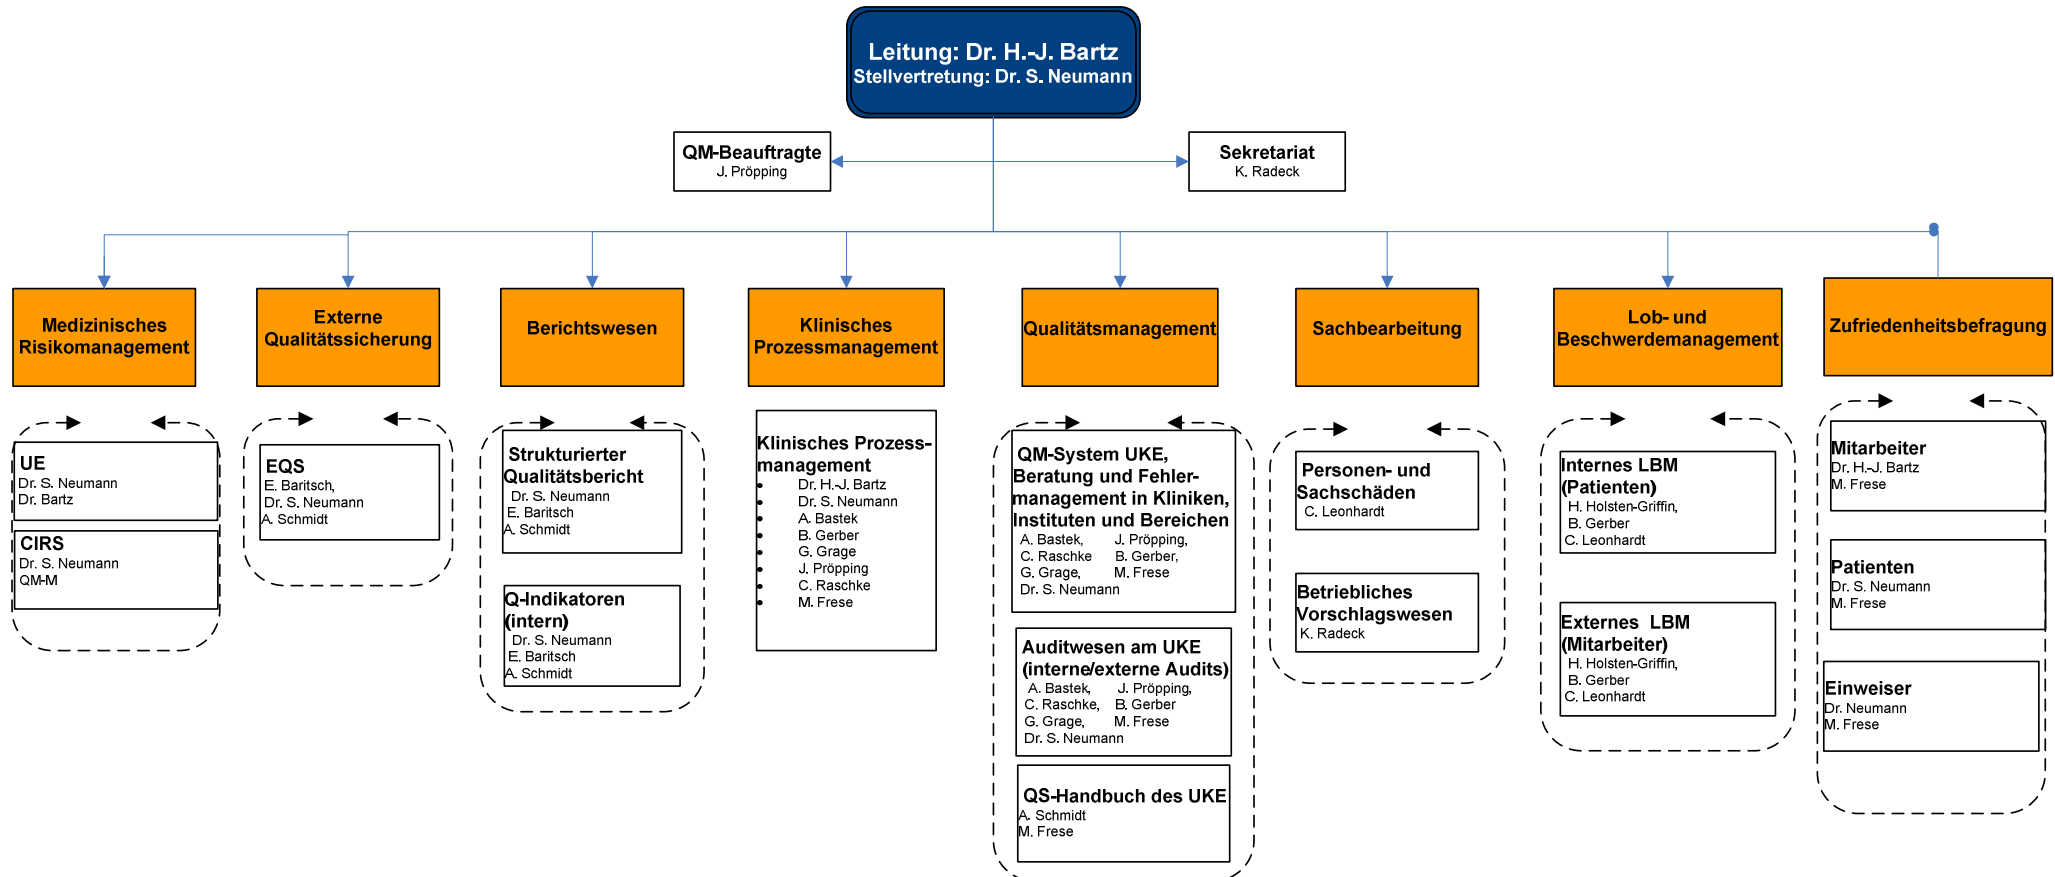 Leitung: Dr. H.-J. Bartz
Stellvertretung: Dr. S. Neumann
QM-Beauftragte
J. Pröpping
Sekretariat
K. Radeck
Medizinisches
Risikomanagement
Externe
Qualitätssicherung
Berichtswesen
Klinisches
Prozessmanagement
Qualitätsmanagement
Sachbearbeitung
Lob- und
Beschwerdemanagement
Zufriedenheitsbefragung
UE
Dr. S. Neumann
Dr. Bartz
CIRS
Dr. S. Neumann
QM-M
EQS
E. Baritsch,
Dr. S. Neumann
A. Schmidt
Strukturierter
Qualitätsbericht
Dr. S. Neumann
E. Baritsch
A. Schmidt
Q-Indikatoren
(intern)
Dr. S. Neumann
E. Baritsch
A. Schmidt
Klinisches Prozess-
management
• Dr. H.-J. Bartz
• Dr. S. Neumann
• A. Bastek
• B. Gerber
• G. Grage
• J. Pröpping
• C. Raschke
• M. Frese
QM-System UKE,
Beratung und Fehler-
management in Kliniken,
Instituten und Bereichen
A. Bastek, J. Pröpping,
C. Raschke B. Gerber,
G. Grage, M. Frese
Dr. S. Neumann
Auditwesen am UKE
(interne/externe Audits)
A. Bastek, J. Pröpping,
C. Raschke, B. Gerber
G. Grage, M. Frese
Dr. S. Neumann
QS-Handbuch des UKE
A. Schmidt
M. Frese
Personen- und
Sachschäden
C. Leonhardt
Betriebliches
Vorschlagswesen
K. Radeck
Internes LBM
(Patienten)
H. Holsten-Griffin,
B. Gerber
C. Leonhardt
Externes LBM
(Mitarbeiter)
H. Holsten-Griffin,
B. Gerber
C. Leonhardt
Mitarbeiter
Dr. H.-J. Bartz
M. Frese
Patienten
Dr. S. Neumann
M. Frese
Einweiser
Dr. Neumann
M. Frese